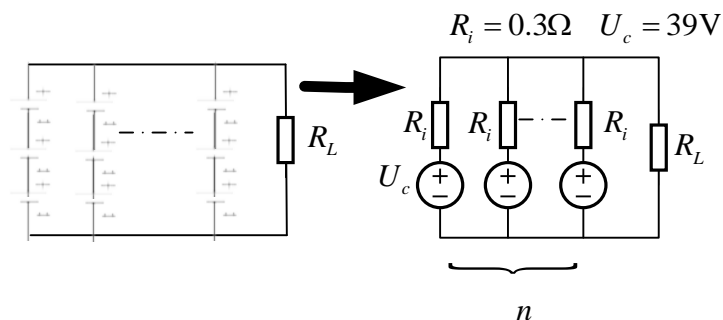 R_i = 0.3Ω U_c = 39V
R_L
R_i R_i R_i R_L
U_c
+ + +
− − −
n